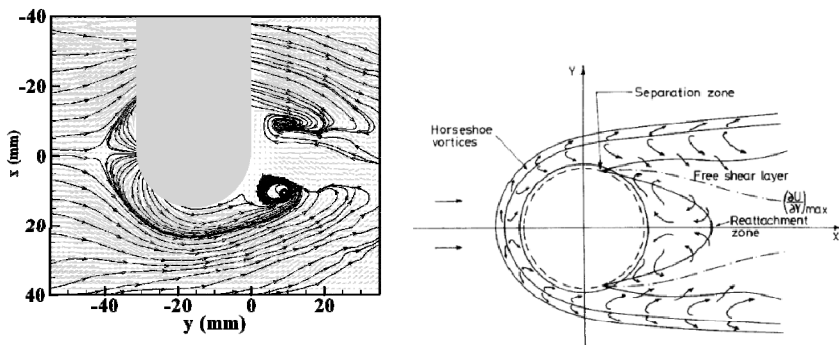 -40
-20
0
20
40
x (mm)
-40
-20
0
20
y (mm)
Y
Separation zone
Horseshoe
vortices
Free shear layer
(∂U/∂Y)max
Reattachment
zone
X